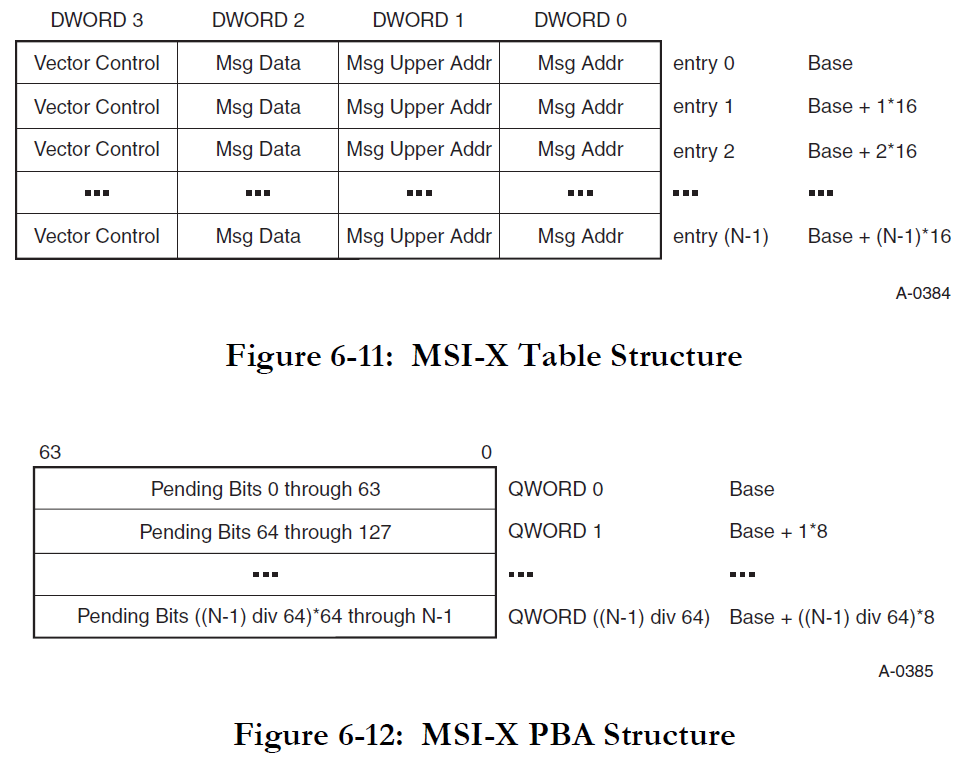 DWORD 3 DWORD 2 DWORD 1 DWORD 0
Vector Control Msg Data Msg Upper Addr Msg Addr entry 0 Base
Vector Control Msg Data Msg Upper Addr Msg Addr entry 1 Base + 1*16
Vector Control Msg Data Msg Upper Addr Msg Addr entry 2 Base + 2*16
... ... ... ... ... ...
Vector Control Msg Data Msg Upper Addr Msg Addr entry (N-1) Base + (N-1)*16
A-0384
Figure 6-11: MSI-X Table Structure
63 0
Pending Bits 0 through 63 QWORD 0 Base
Pending Bits 64 through 127 QWORD 1 Base + 1*8
... ... ...
Pending Bits ((N-1) div 64)*64 through N-1 QWORD ((N-1) div 64) Base + ((N-1) div 64)*8
A-0385
Figure 6-12: MSI-X PBA Structure